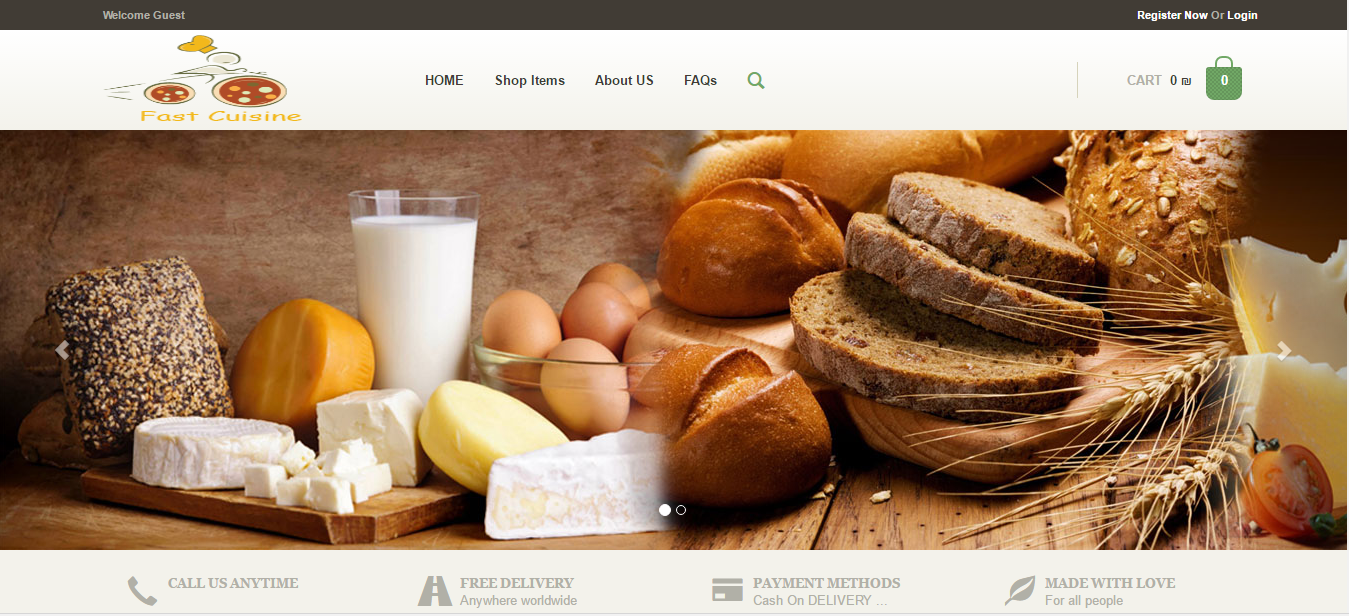 Welcome Guest
Register Now Or Login
Fast Cuisine
HOME Shop Items About US FAQs
CART 0 ₪ 0
CALL US ANYTIME
FREE DELIVERY
Anywhere worldwide
PAYMENT METHODS
Cash On DELIVERY ...
MADE WITH LOVE
For all people